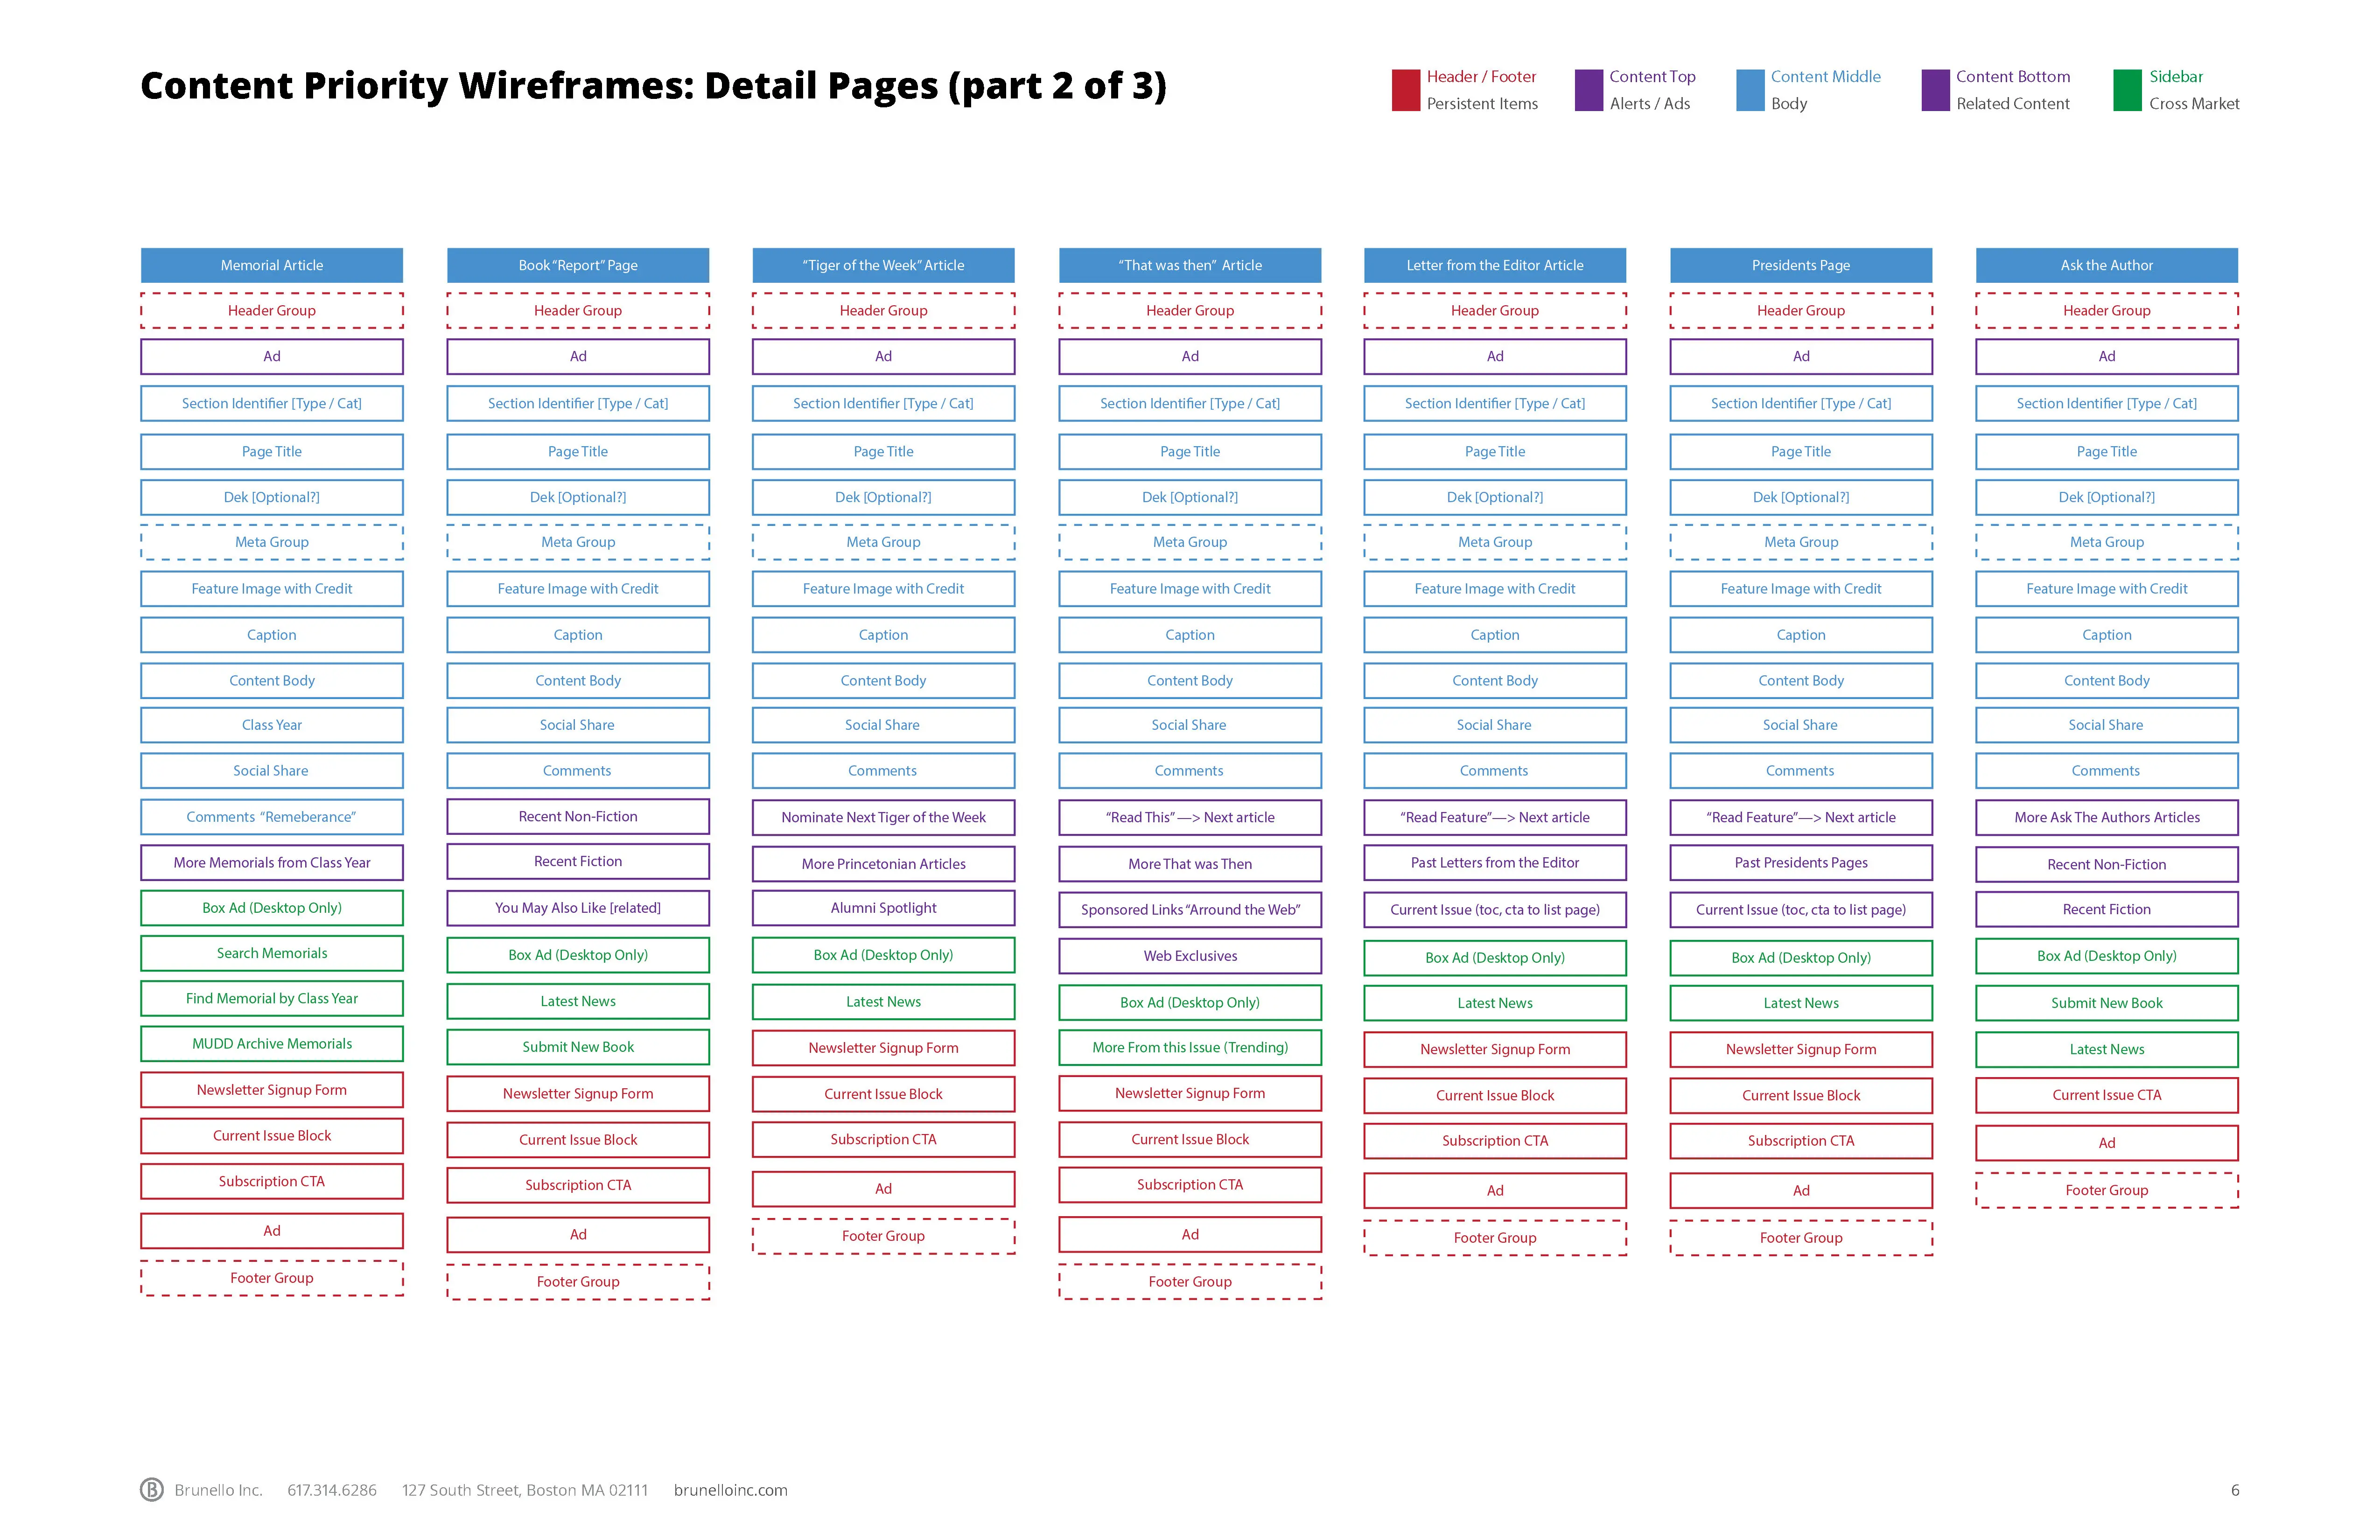 Content Priority Wireframes: Detail Pages (part 2 of 3)
Header / Footer
Persistent Items
Content Top
Alerts / Ads
Content Middle
Body
Content Bottom
Related Content
Sidebar
Cross Market
Memorial Article
Header Group
Ad
Section Identifier [Type / Cat]
Page Title
Dek [Optional?]
Meta Group
Feature Image with Credit
Caption
Content Body
Class Year
Social Share
Comments “Remeberance”
More Memorials from Class Year
Box Ad (Desktop Only)
Search Memorials
Find Memorial by Class Year
MUDD Archive Memorials
Newsletter Signup Form
Current Issue Block
Subscription CTA
Ad
Footer Group
Book “Report” Page
Header Group
Ad
Section Identifier [Type / Cat]
Page Title
Dek [Optional?]
Meta Group
Feature Image with Credit
Caption
Content Body
Social Share
Comments
Recent Non-Fiction
Recent Fiction
You May Also Like [related]
Box Ad (Desktop Only)
Latest News
Submit New Book
Newsletter Signup Form
Current Issue Block
Subscription CTA
Ad
Footer Group
“Tiger of the Week” Article
Header Group
Ad
Section Identifier [Type / Cat]
Page Title
Dek [Optional?]
Meta Group
Feature Image with Credit
Caption
Content Body
Social Share
Comments
Nominate Next Tiger of the Week
More Princetonian Articles
Alumni Spotlight
Box Ad (Desktop Only)
Latest News
Newsletter Signup Form
Current Issue Block
Subscription CTA
Ad
Footer Group
“That was then” Article
Header Group
Ad
Section Identifier [Type / Cat]
Page Title
Dek [Optional?]
Meta Group
Feature Image with Credit
Caption
Content Body
Social Share
Comments
“Read This” —> Next article
More That was Then
Sponsored Links “Arround the Web”
Web Exclusives
Box Ad (Desktop Only)
More From this Issue (Trending)
Newsletter Signup Form
Current Issue Block
Subscription CTA
Ad
Footer Group
Letter from the Editor Article
Header Group
Ad
Section Identifier [Type / Cat]
Page Title
Dek [Optional?]
Meta Group
Feature Image with Credit
Caption
Content Body
Social Share
Comments
“Read Feature”—> Next article
Past Letters from the Editor
Current Issue (toc, cta to list page)
Box Ad (Desktop Only)
Latest News
Newsletter Signup Form
Current Issue Block
Subscription CTA
Ad
Footer Group
Presidents Page
Header Group
Ad
Section Identifier [Type / Cat]
Page Title
Dek [Optional?]
Meta Group
Feature Image with Credit
Caption
Content Body
Social Share
Comments
“Read Feature”—> Next article
Past Presidents Pages
Current Issue (toc, cta to list page)
Box Ad (Desktop Only)
Latest News
Newsletter Signup Form
Current Issue Block
Subscription CTA
Ad
Footer Group
Ask the Author
Header Group
Ad
Section Identifier [Type / Cat]
Page Title
Dek [Optional?]
Meta Group
Feature Image with Credit
Caption
Content Body
Social Share
Comments
More Ask The Authors Articles
Recent Non-Fiction
Recent Fiction
Box Ad (Desktop Only)
Submit New Book
Latest News
Current Issue CTA
Ad
Footer Group
B Brunello Inc. 617.314.6286 127 South Street, Boston MA 02111 brunelloinc.com
6